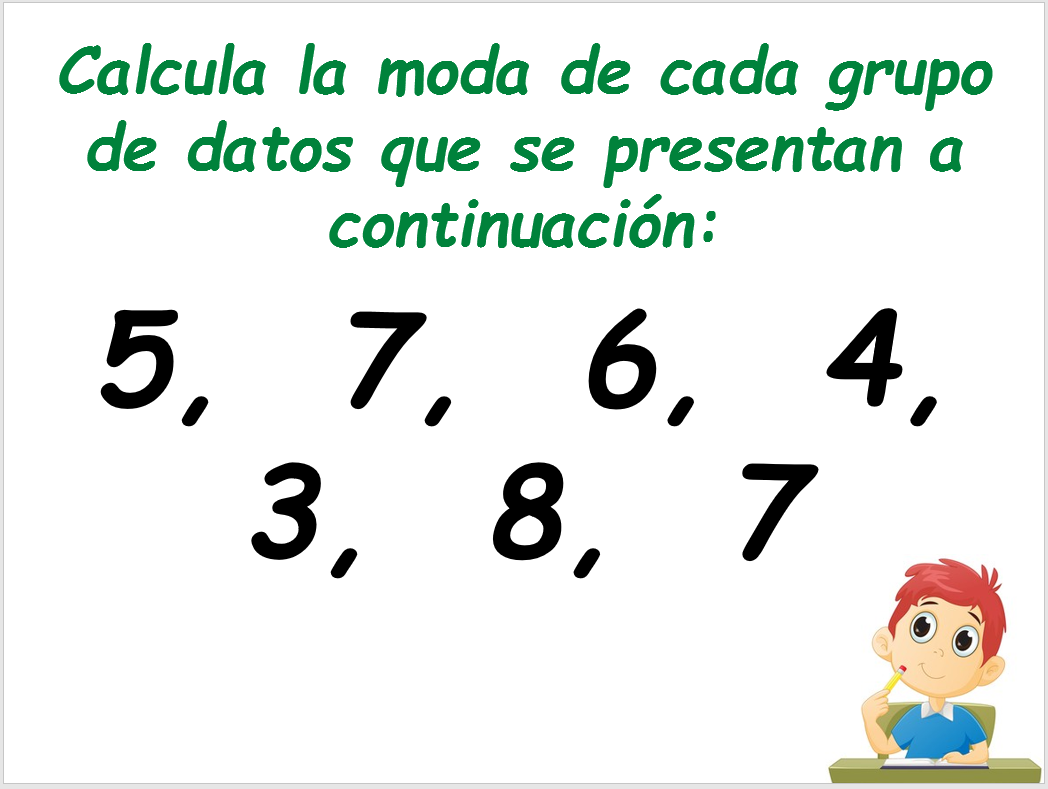 Calcula la moda de cada grupo
de datos que se presentan a
continuación:
5, 7, 6, 4,
3, 8, 7